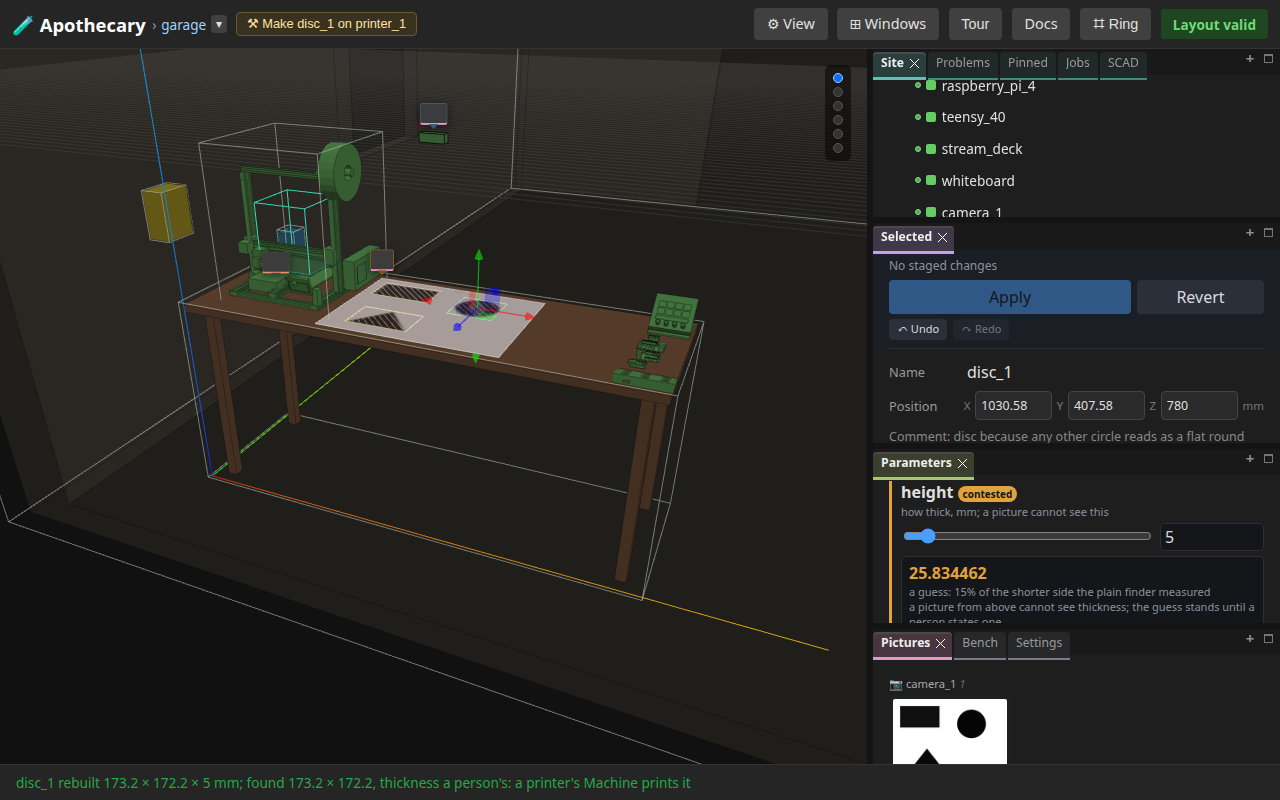 Apothecary › garage ▾ ⚒ Make disc_1 on printer_1 ⚙ View ⊞ Windows Tour Docs ⌗ Ring Layout valid
Site Problems Pinned Jobs SCAD
raspberry_pi_4
teensy_40
stream_deck
whiteboard
camera_1
Selected
No staged changes
Apply Revert
↶ Undo ↷ Redo
Name disc_1
Position X 1030.58 Y 407.58 Z 780 mm
Comment: disc because any other circle reads as a flat round
Parameters
height contested
how thick, mm; a picture cannot see this
5
25.834462
a guess: 15% of the shorter side the plain finder measured
a picture from above cannot see thickness; the guess stands until a
person states one
Pictures Bench Settings
camera_1 1
disc_1 rebuilt 173.2 × 172.2 × 5 mm; found 173.2 × 172.2, thickness a person's: a printer's Machine prints it